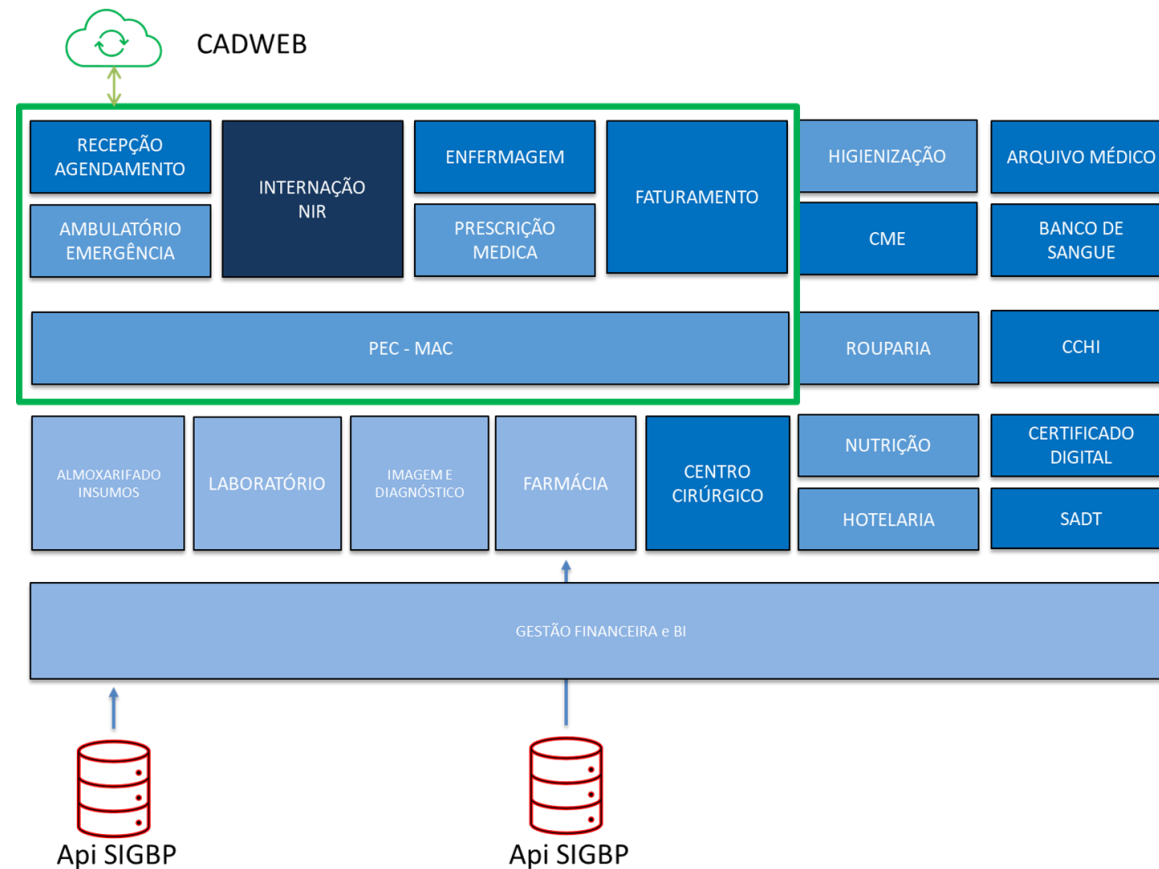 CADWEB
RECEPÇÃO
AGENDAMENTO
INTERNAÇÃO
NIR
ENFERMAGEM
FATURAMENTO
HIGIENIZAÇÃO
ARQUIVO MÉDICO
AMBULATÓRIO
EMERGÊNCIA
PRESCRIÇÃO
MEDICA
CME
BANCO DE
SANGUE
PEC - MAC
ROUPARIA
CCHI
ALMOXARIFADO
INSUMOS
LABORATÓRIO
IMAGEM E
DIAGNÓSTICO
FARMÁCIA
CENTRO
CIRÚRGICO
NUTRIÇÃO
CERTIFICADO
DIGITAL
HOTELARIA
SADT
GESTÃO FINANCEIRA e BI
Api SIGBP
Api SIGBP